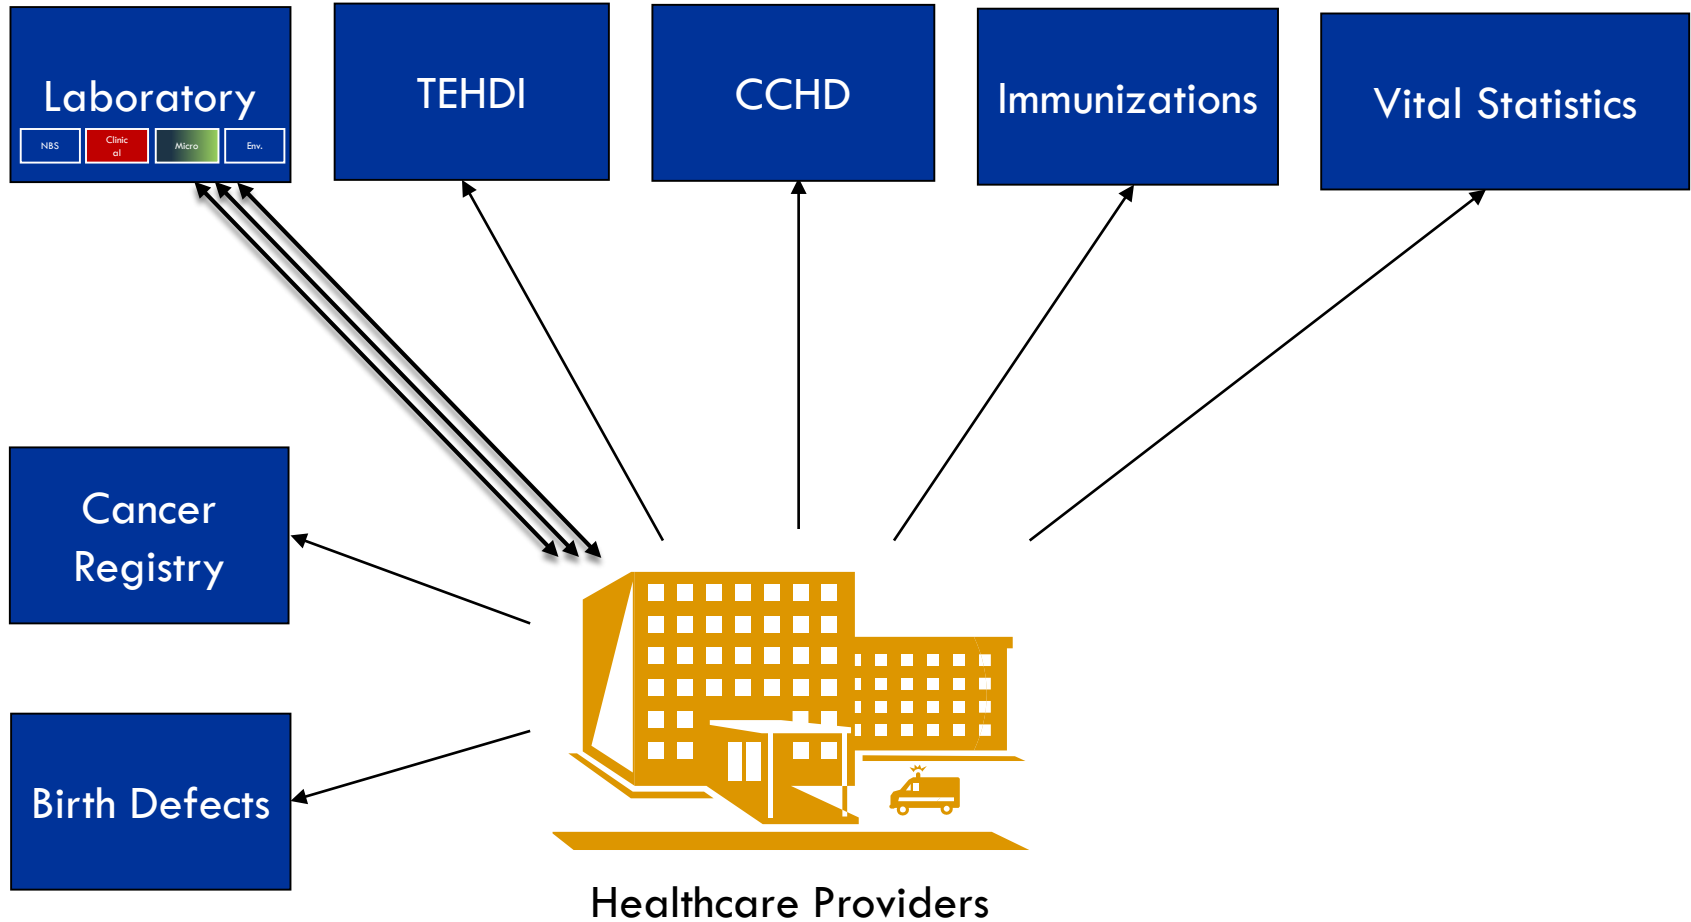 Laboratory
NBS
Clinic
al
Micro
Env.
TEHDI
CCHD
Immunizations
Vital Statistics
Cancer
Registry
Birth Defects
Healthcare Providers